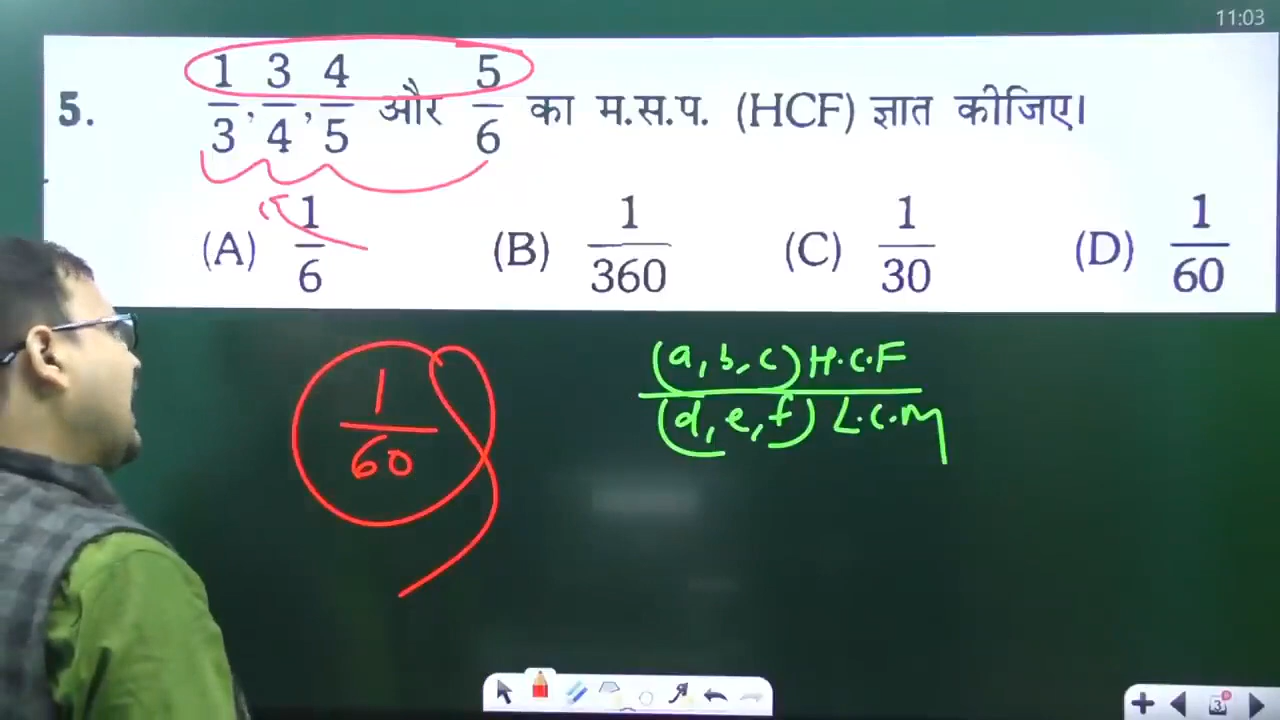 11:03
5. 1/3, 3/4, 4/5 और 5/6 का म.स.प. (HCF) ज्ञात कीजिए।
(A) 1/6 (B) 1/360 (C) 1/30 (D) 1/60
1/60
(a, b, c) H.C.F
(d, e, f) L.C.M
3